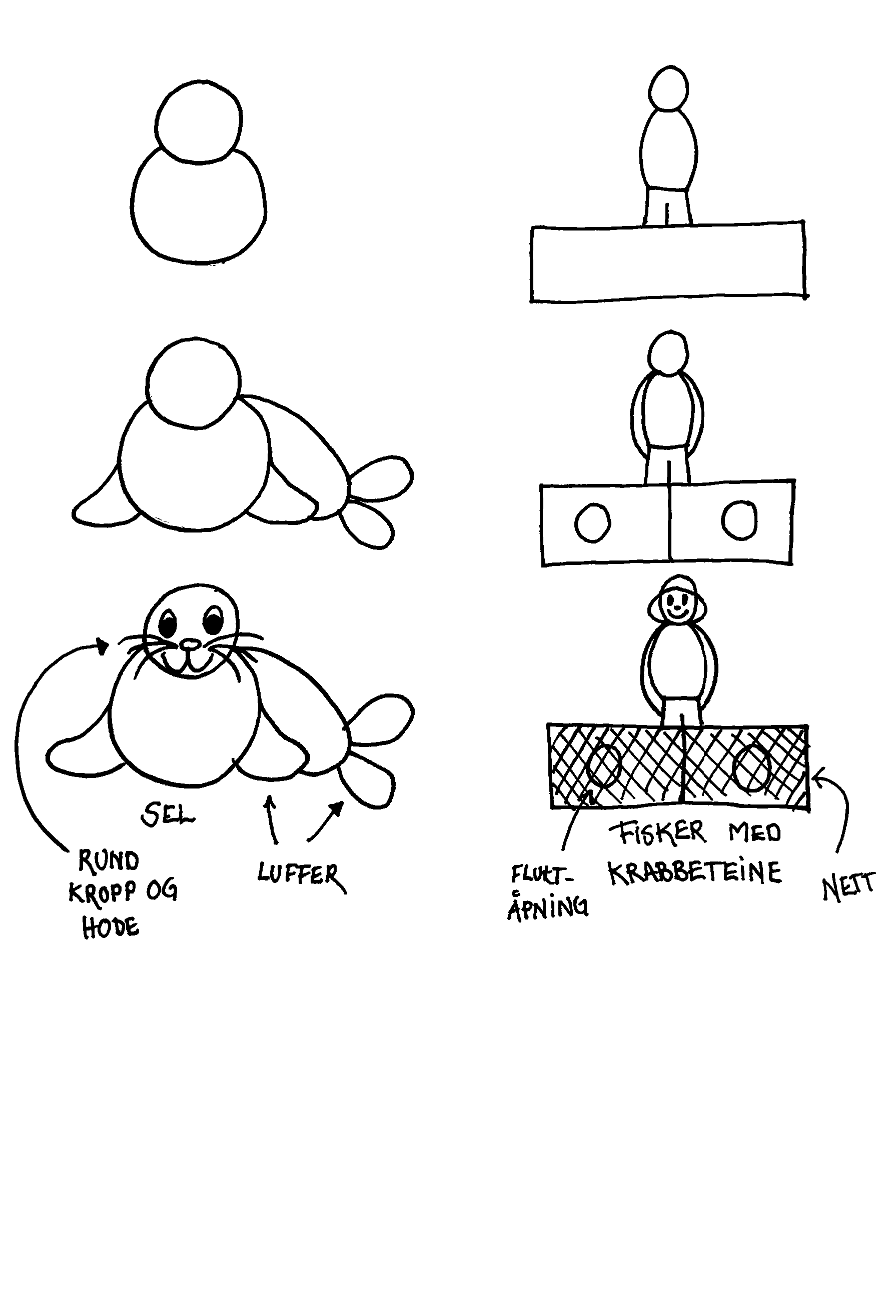 SEL
RUND
KROPP OG
HODE
LUFFER
FISKER MED
KRABBETEINE
FLUKT-
ÅPNING
NETT